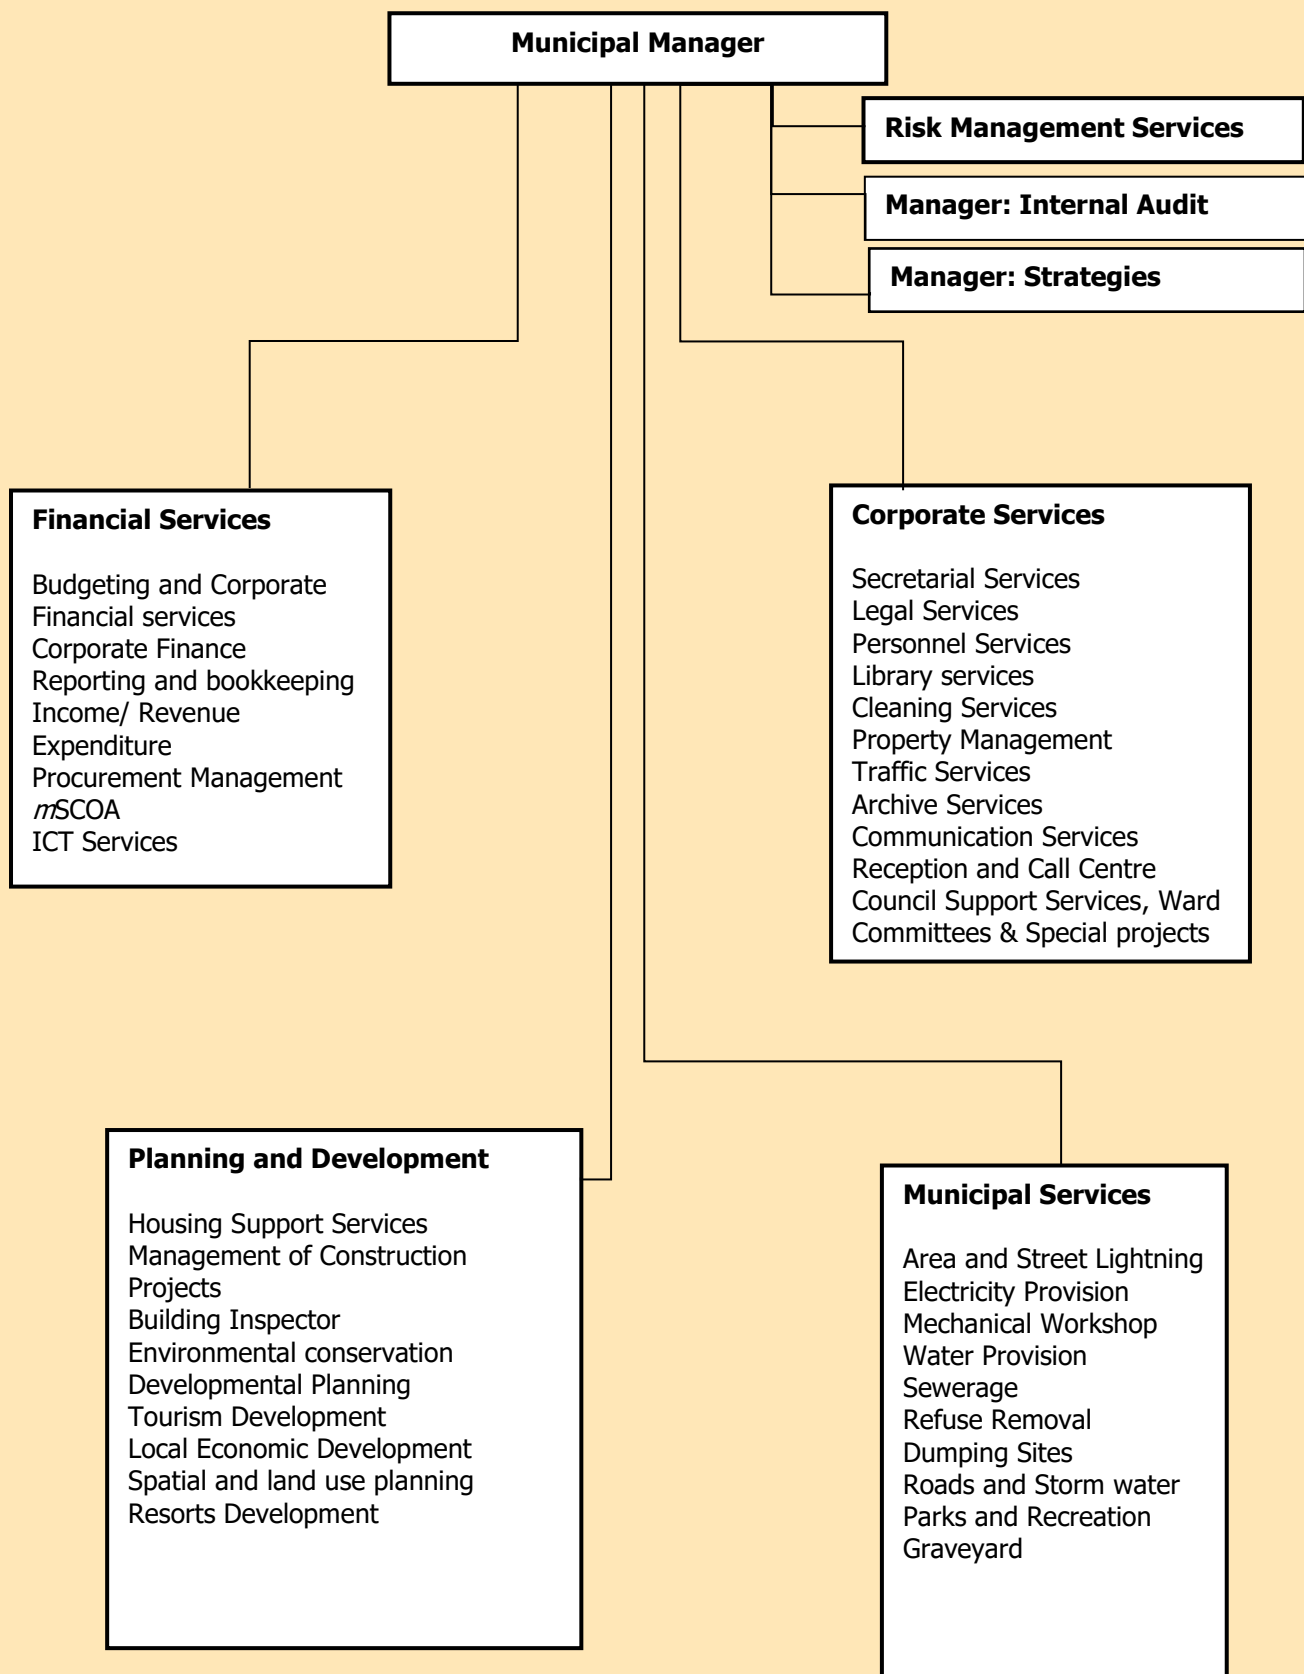 Municipal Manager
Risk Management Services
Manager: Internal Audit
Manager: Strategies
Financial Services
Budgeting and Corporate
Financial services
Corporate Finance
Reporting and bookkeeping
Income/ Revenue
Expenditure
Procurement Management
mSCOA
ICT Services
Corporate Services
Secretarial Services
Legal Services
Personnel Services
Library services
Cleaning Services
Property Management
Traffic Services
Archive Services
Communication Services
Reception and Call Centre
Council Support Services, Ward
Committees & Special projects
Planning and Development
Housing Support Services
Management of Construction
Projects
Building Inspector
Environmental conservation
Developmental Planning
Tourism Development
Local Economic Development
Spatial and land use planning
Resorts Development
Municipal Services
Area and Street Lightning
Electricity Provision
Mechanical Workshop
Water Provision
Sewerage
Refuse Removal
Dumping Sites
Roads and Storm water
Parks and Recreation
Graveyard